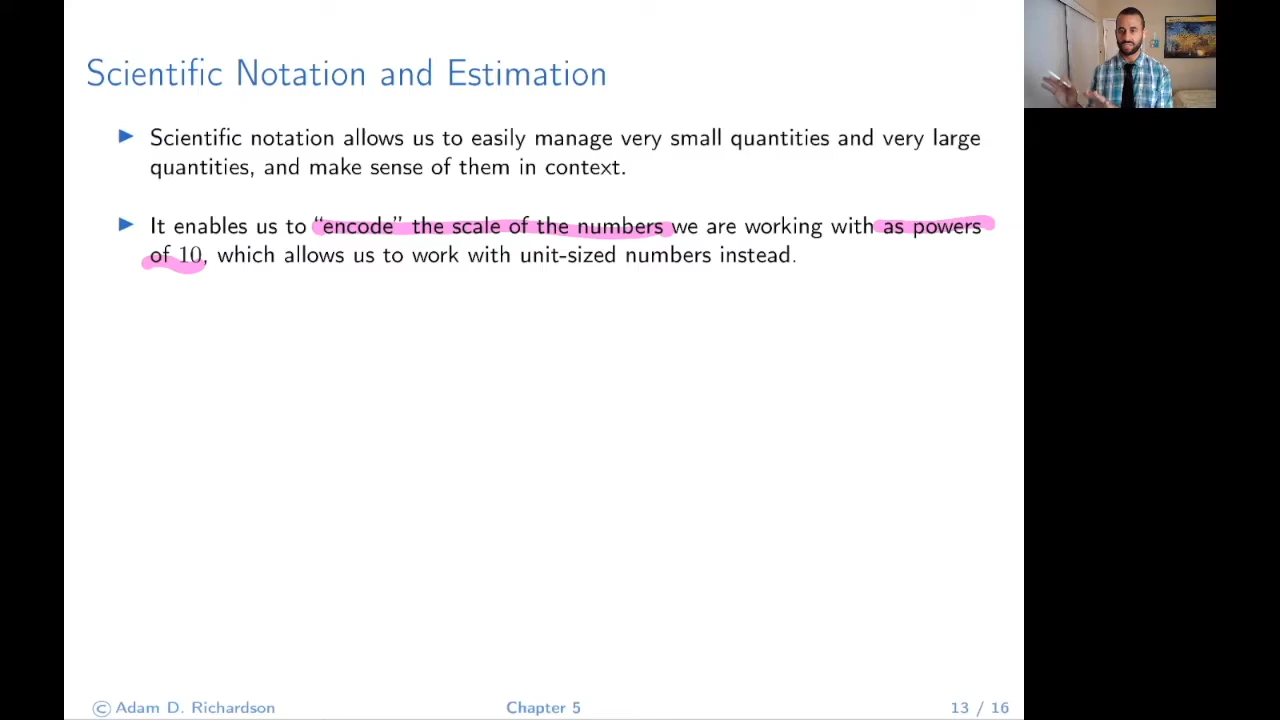 Scientific Notation and Estimation
Scientific notation allows us to easily manage very small quantities and very large
quantities, and make sense of them in context.
It enables us to “encode” the scale of the numbers we are working with as powers
of 10, which allows us to work with unit-sized numbers instead.
© Adam D. Richardson Chapter 5 13 / 16